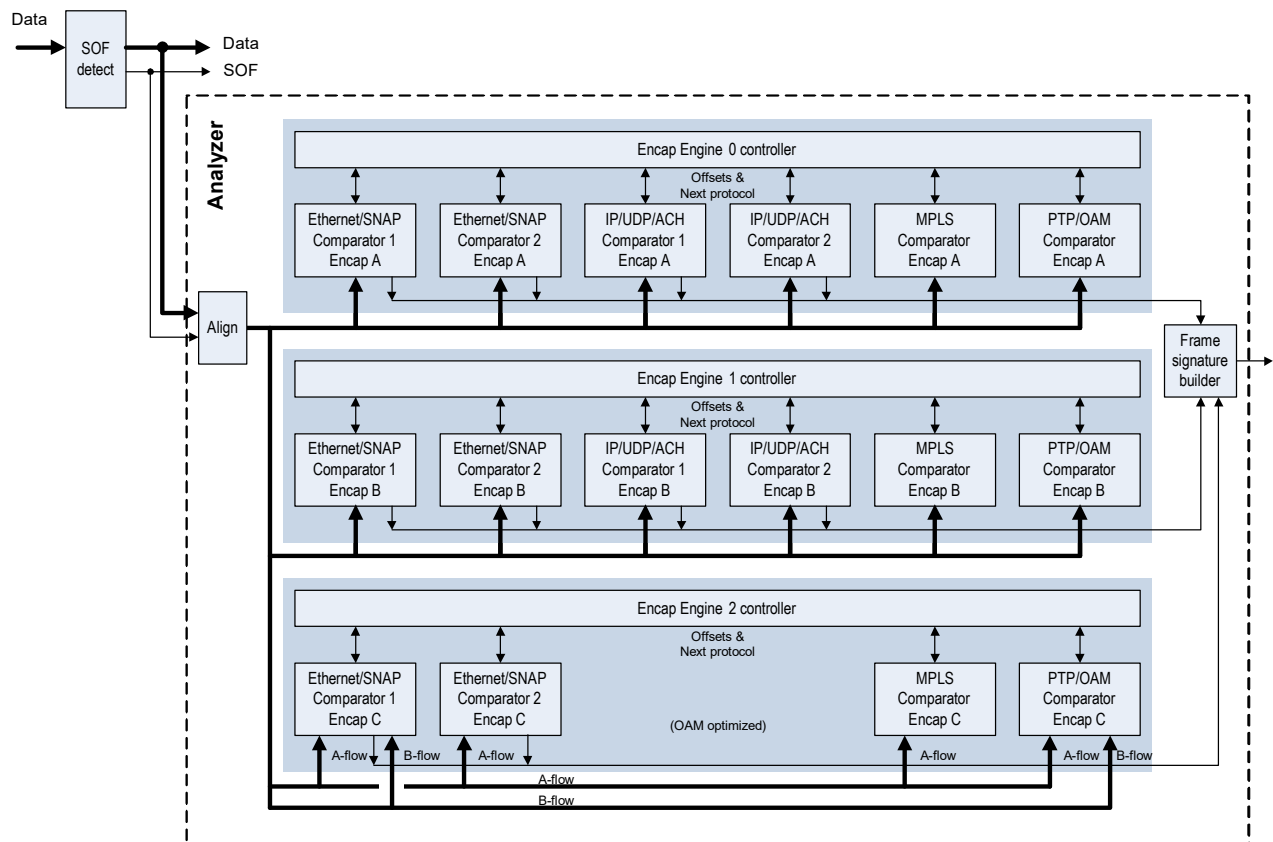 Data
SOF
detect
Data
SOF
Analyzer
Encap Engine 0 controller
Offsets &
Next protocol
Ethernet/SNAP
Comparator 1
Encap A
Ethernet/SNAP
Comparator 2
Encap A
IP/UDP/ACH
Comparator 1
Encap A
IP/UDP/ACH
Comparator 2
Encap A
MPLS
Comparator
Encap A
PTP/OAM
Comparator
Encap A
Align
Frame
signature
builder
Encap Engine 1 controller
Offsets &
Next protocol
Ethernet/SNAP
Comparator 1
Encap B
Ethernet/SNAP
Comparator 2
Encap B
IP/UDP/ACH
Comparator 1
Encap B
IP/UDP/ACH
Comparator 2
Encap B
MPLS
Comparator
Encap B
PTP/OAM
Comparator
Encap B
Encap Engine 2 controller
Offsets &
Next protocol
Ethernet/SNAP
Comparator 1
Encap C
Ethernet/SNAP
Comparator 2
Encap C
(OAM optimized)
MPLS
Comparator
Encap C
PTP/OAM
Comparator
Encap C
A-flow
B-flow
A-flow
A-flow
A-flow
B-flow
A-flow
B-flow